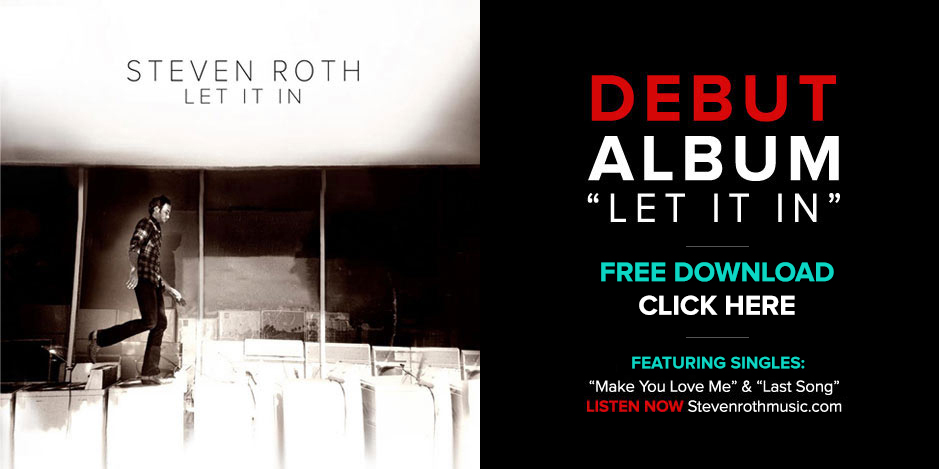 STEVEN ROTH
LET IT IN
DEBUT
ALBUM
“LET IT IN”
FREE DOWNLOAD
CLICK HERE
FEATURING SINGLES:
“Make You Love Me” & “Last Song”
LISTEN NOW Stevenrothmusic.com